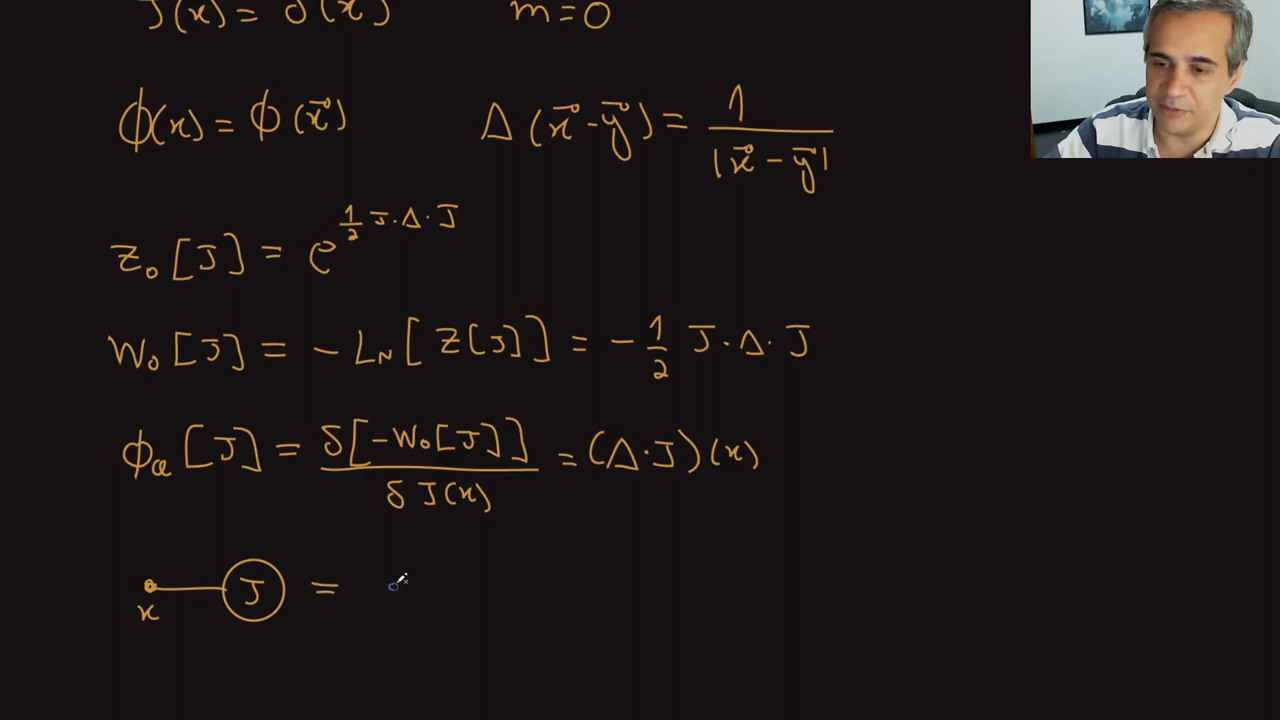 J(x) = δ(x⃗) m=0
ϕ(x) = ϕ(x⃗) Δ(x⃗-y⃗) = 1/|x⃗-y⃗|
Z₀[J] = e^{1/2 J·Δ·J}
W₀[J] = - Ln[Z[J]] = - 1/2 J·Δ·J
ϕ_cl[J] = δ[-W₀[J]]/δJ(x) = (Δ·J)(x)
x J =